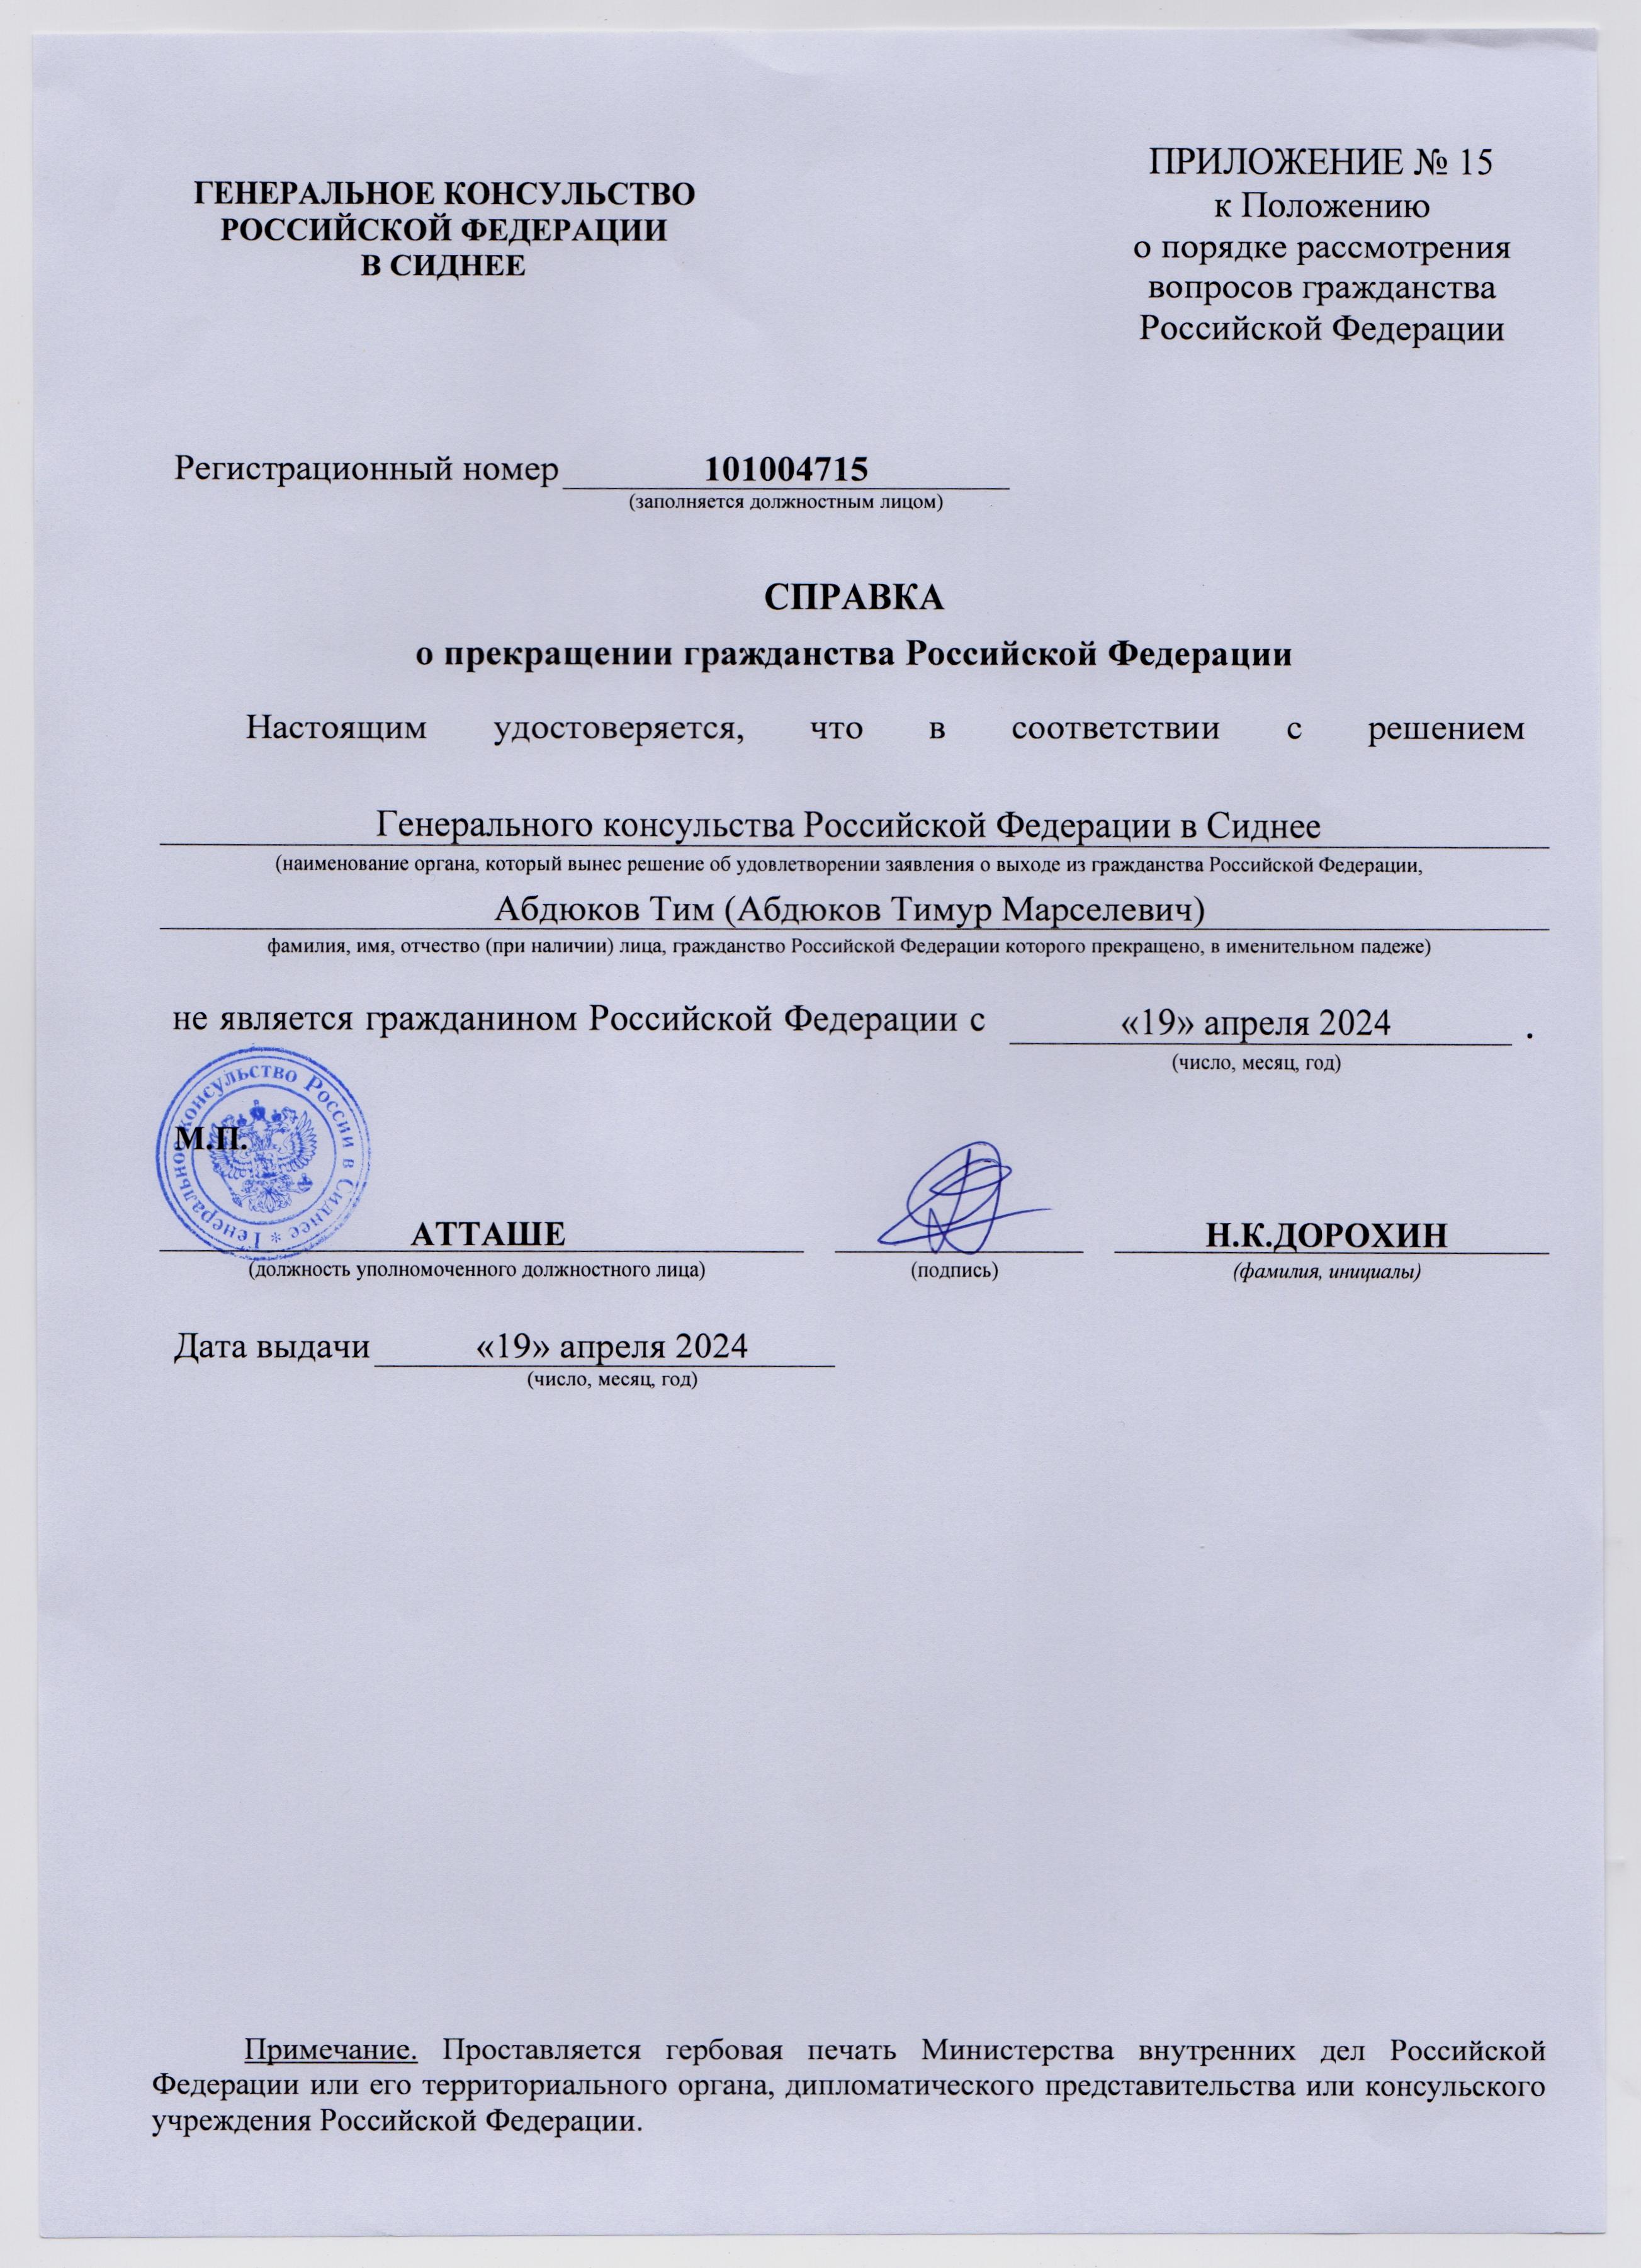 ГЕНЕРАЛЬНОЕ КОНСУЛЬСТВО
РОССИЙСКОЙ ФЕДЕРАЦИИ
В СИДНЕЕ
ПРИЛОЖЕНИЕ № 15
к Положению
о порядке рассмотрения
вопросов гражданства
Российской Федерации
Регистрационный номер 101004715
(заполняется должностным лицом)
СПРАВКА
о прекращении гражданства Российской Федерации
Настоящим удостоверяется, что в соответствии с решением
Генерального консульства Российской Федерации в Сиднее
(наименование органа, который вынес решение об удовлетворении заявления о выходе из гражданства Российской Федерации,
Абдюков Тим (Абдюков Тимур Марселевич)
фамилия, имя, отчество (при наличии) лица, гражданство Российской Федерации которого прекращено, в именительном падеже)
не является гражданином Российской Федерации с «19» апреля 2024 .
(число, месяц, год)
Генеральное консульство России в Сиднее *
М.П.
АТТАШЕ Н.К.ДОРОХИН
(должность уполномоченного должностного лица) (подпись) (фамилия, инициалы)
Дата выдачи «19» апреля 2024
(число, месяц, год)
Примечание. Проставляется гербовая печать Министерства внутренних дел Российской
Федерации или его территориального органа, дипломатического представительства или консульского
учреждения Российской Федерации.